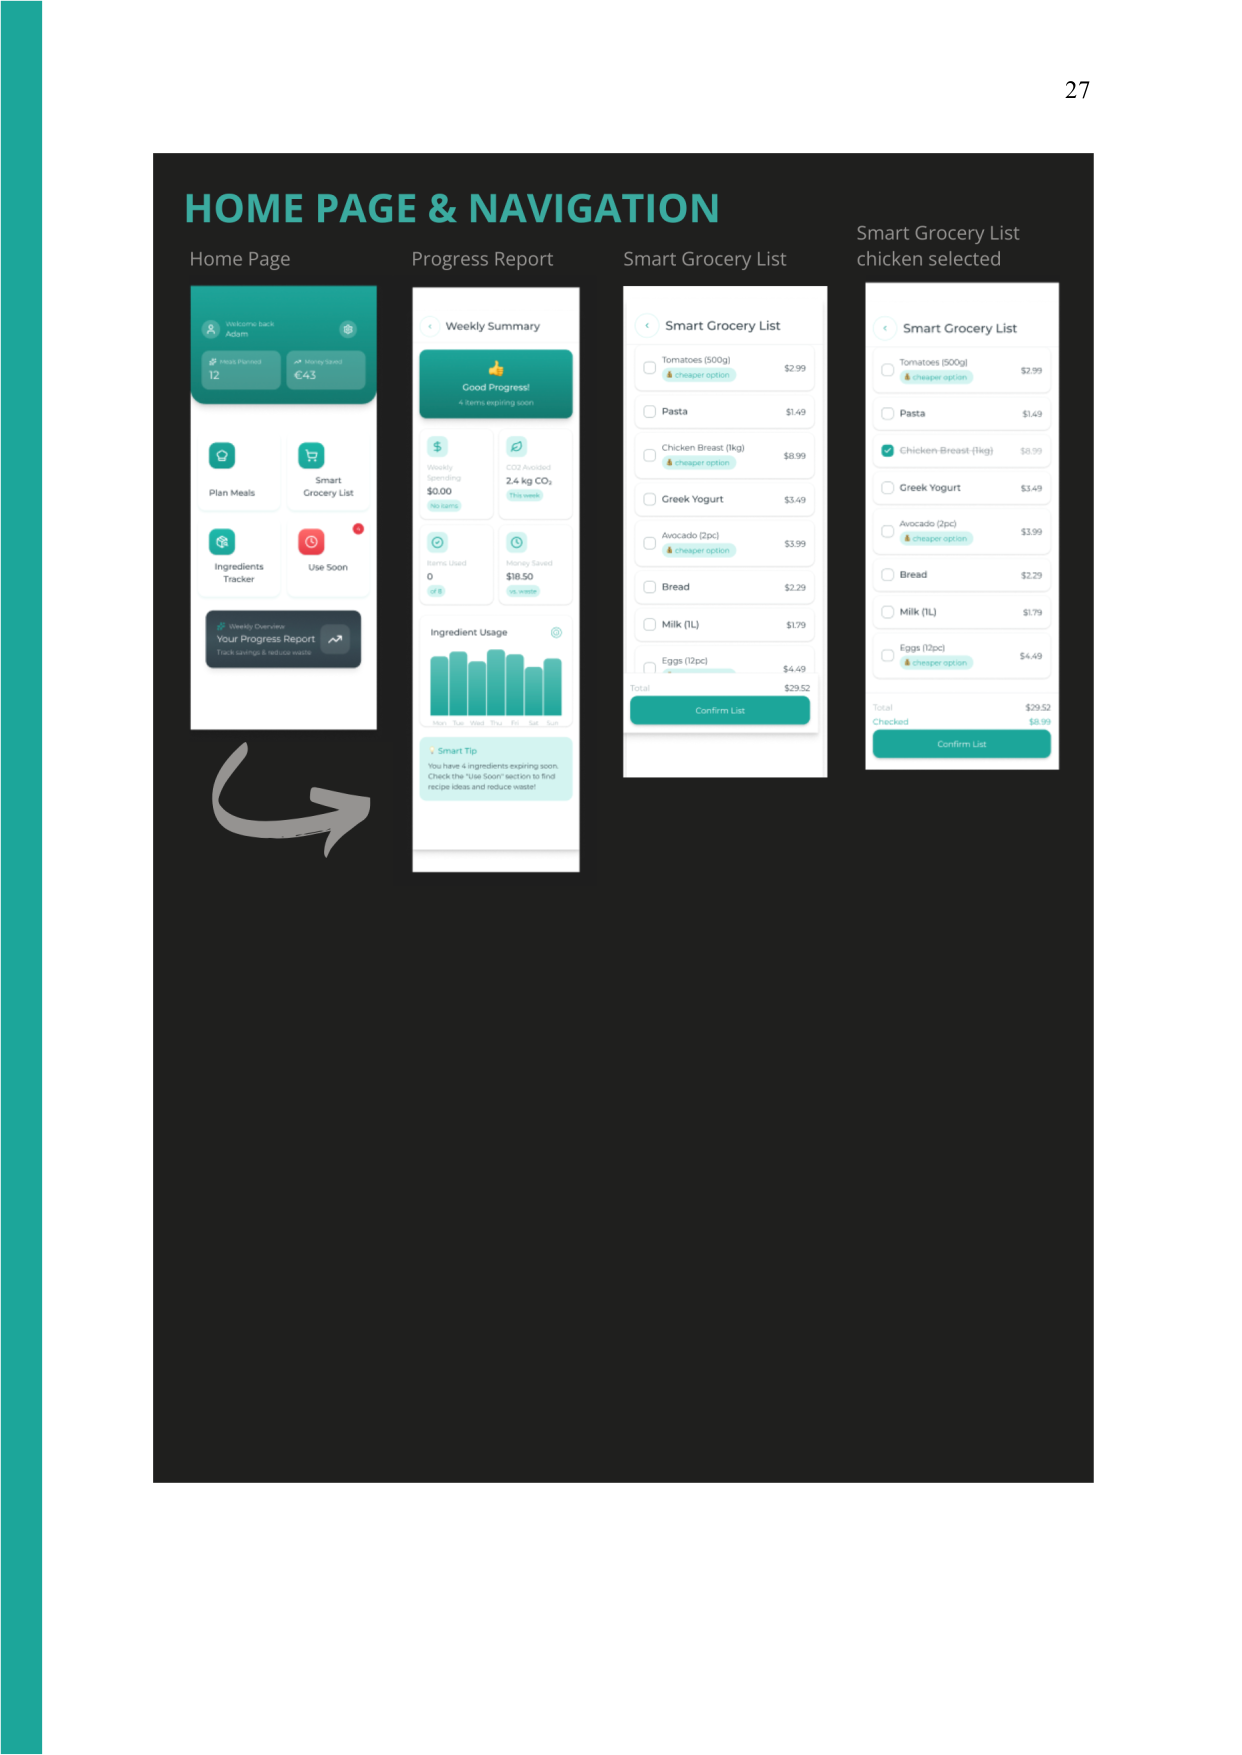 27
HOME PAGE & NAVIGATION
Home Page
Welcome back
Adam
Meals Planned
12
Money Saved
€43
Plan Meals
Smart
Grocery List
Ingredients
Tracker
4
Use Soon
Weekly Overview
Your Progress Report
Track savings & reduce waste
Progress Report
Weekly Summary
Good Progress!
4 items expiring soon
Weekly
Spending
$0.00
No items
CO2 Avoided
2.4 kg CO₂
This week
Items Used
0
of 8
Money Saved
$18.50
vs. waste
Ingredient Usage
Mon Tue Wed Thu Fri Sat Sun
Smart Tip
You have 4 ingredients expiring soon.
Check the "Use Soon" section to find
recipe ideas and reduce waste!
Smart Grocery List
Smart Grocery List
Tomatoes (500g)
cheaper option
$2.99
Pasta $1.49
Chicken Breast (1kg)
cheaper option
$8.99
Greek Yogurt $3.49
Avocado (2pc)
cheaper option
$3.99
Bread $2.29
Milk (1L) $1.79
Eggs (12pc)
$4.49
Total $29.52
Confirm List
Smart Grocery List
chicken selected
Smart Grocery List
Tomatoes (500g)
cheaper option
$2.99
Pasta $1.49
Chicken Breast (1kg) $8.99
Greek Yogurt $3.49
Avocado (2pc)
cheaper option
$3.99
Bread $2.29
Milk (1L) $1.79
Eggs (12pc)
cheaper option
$4.49
Total $29.52
Checked $8.99
Confirm List